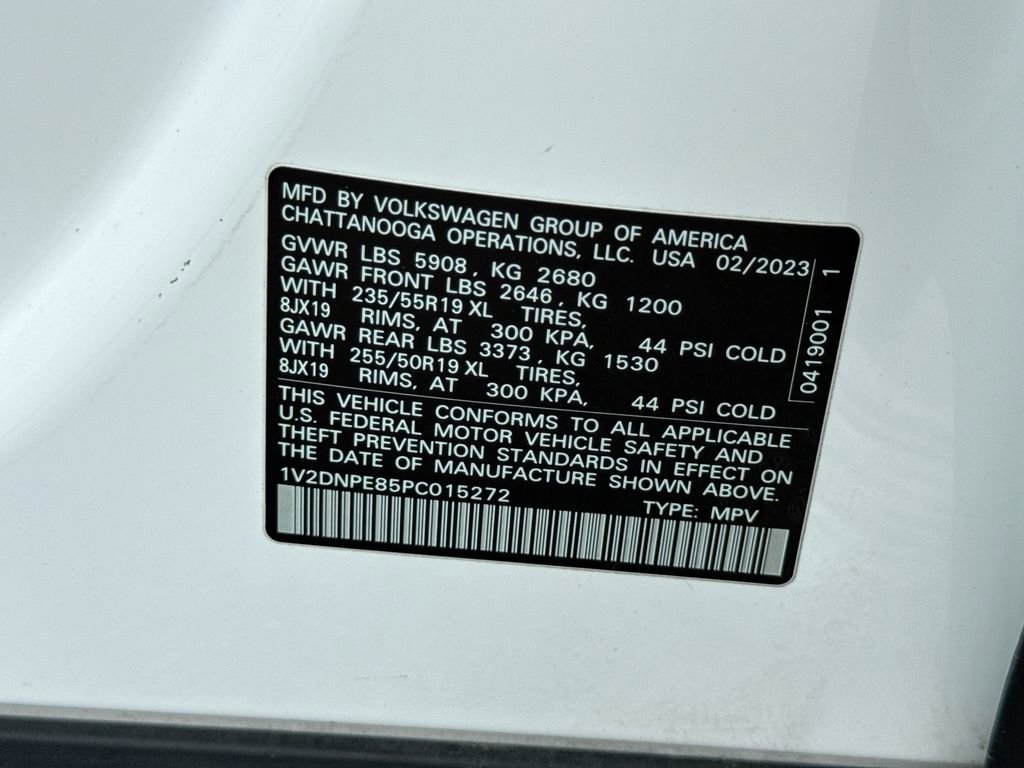 MFD BY VOLKSWAGEN GROUP OF AMERICA
CHATTANOOGA OPERATIONS, LLC. USA 02/2023
GVWR LBS 5908, KG 2680
GAWR FRONT LBS 2646, KG 1200
WITH 235/55R19 XL TIRES,
8JX19 RIMS, AT 300 KPA, 44 PSI COLD
GAWR REAR LBS 3373, KG 1530
WITH 255/50R19 XL TIRES,
8JX19 RIMS, AT 300 KPA, 44 PSI COLD
0419001 1
THIS VEHICLE CONFORMS TO ALL APPLICABLE
U.S. FEDERAL MOTOR VEHICLE SAFETY AND
THEFT PREVENTION STANDARDS IN EFFECT ON
THE DATE OF MANUFACTURE SHOWN ABOVE.
1V2DNPE85PC015272 TYPE: MPV